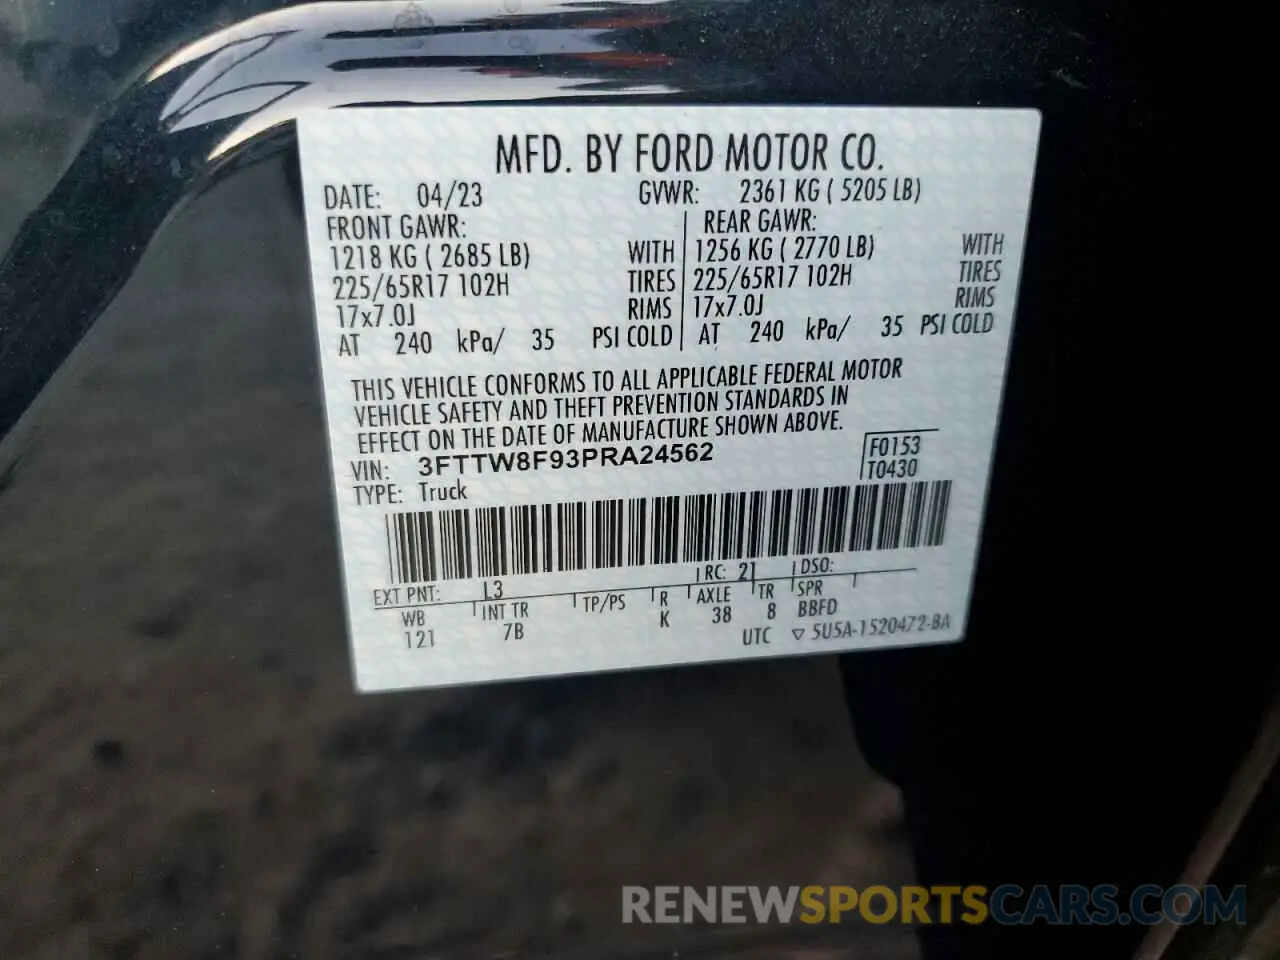 MFD. BY FORD MOTOR CO.
DATE: 04/23 GVWR: 2361 KG ( 5205 LB)
FRONT GAWR: REAR GAWR:
1218 KG ( 2685 LB) WITH 1256 KG ( 2770 LB) WITH
225/65R17 102H TIRES 225/65R17 102H TIRES
17x7.0J RIMS 17x7.0J RIMS
AT 240 kPa/ 35 PSI COLD AT 240 kPa/ 35 PSI COLD
THIS VEHICLE CONFORMS TO ALL APPLICABLE FEDERAL MOTOR
VEHICLE SAFETY AND THEFT PREVENTION STANDARDS IN
EFFECT ON THE DATE OF MANUFACTURE SHOWN ABOVE.
VIN: 3FTTW8F93PRA24562 F0153
TYPE: Truck T0430
EXT PNT: L3 RC: 21 DSO:
WB INT TR TP/PS R AXLE TR SPR
121 7B K 38 8 BBFD
UTC ▽ 5U5A-1520472-BA
RENEWSPORTSCARS.COM